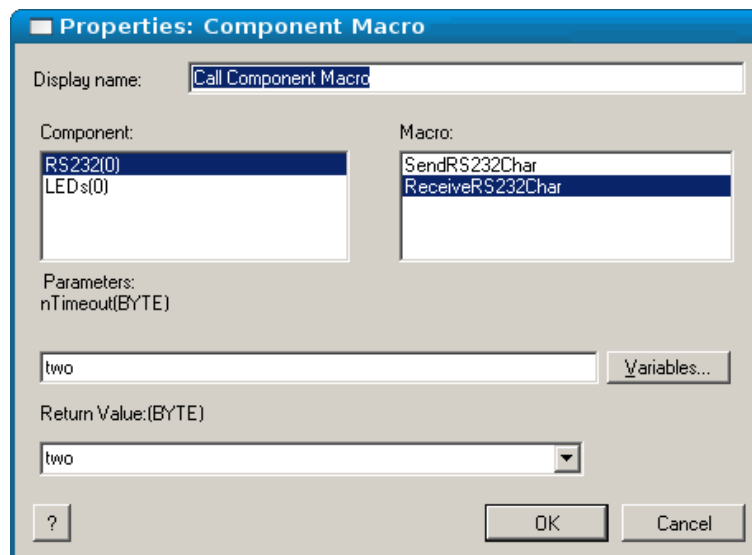 Properties: Component Macro
Display name: Call Component Macro
Component: Macro:
RS232(0) SendRS232Char
LEDs(0) ReceiveRS232Char
Parameters:
nTimeout(BYTE)
two Variables...
Return Value:(BYTE)
two
? OK Cancel